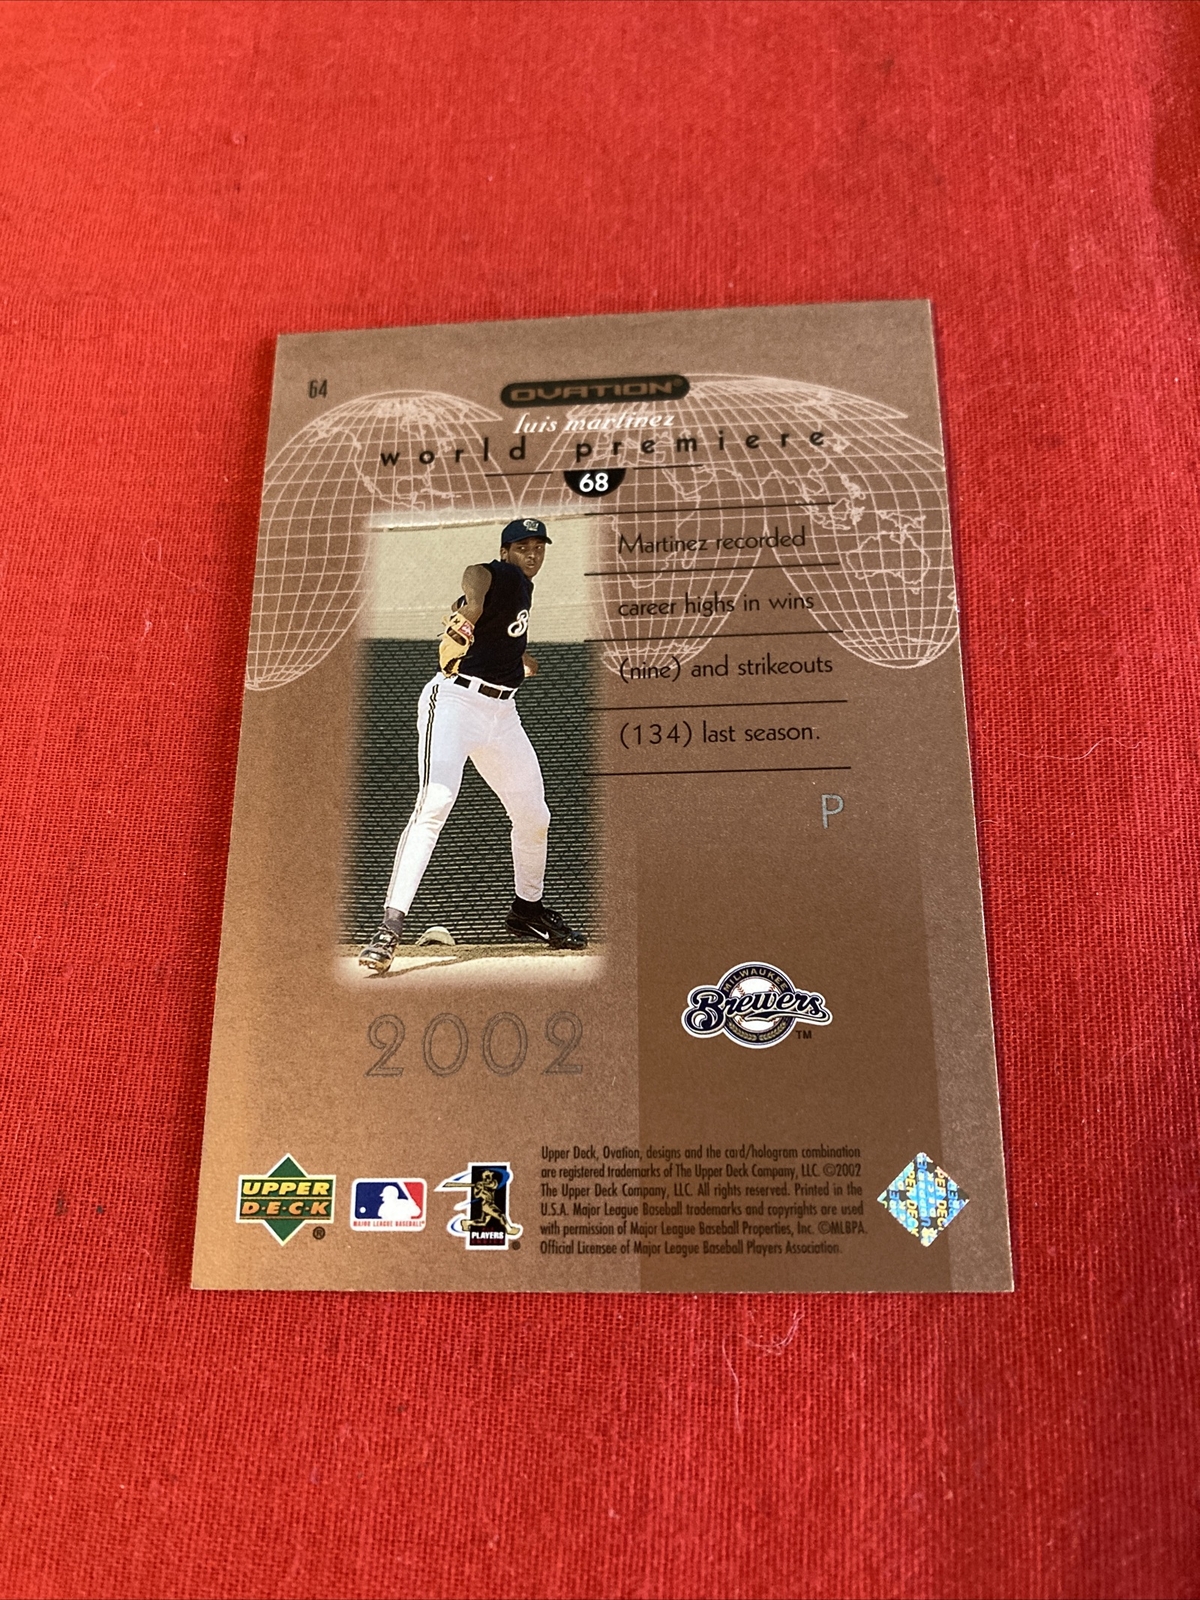 64
OVATION®
luis martinez
world premiere
68
Martinez recorded
career highs in wins
(nine) and strikeouts
(134) last season.
P
MILWAUKEE
Brewers
TM
2002
UPPER
D·E·C·K
®
MAJOR LEAGUE BASEBALL®
PLAYERS
®
Upper Deck, Ovation, designs and the card/hologram combination
are registered trademarks of The Upper Deck Company, LLC. ©2002
The Upper Deck Company, LLC. All rights reserved. Printed in the
U.S.A. Major League Baseball trademarks and copyrights are used
with permission of Major League Baseball Properties, Inc. ©MLBPA.
Official Licensee of Major League Baseball Players Association.